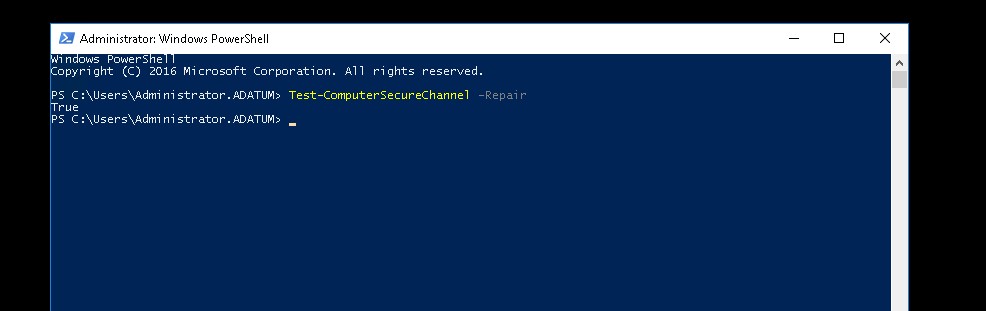 Administrator: Windows PowerShell
Windows PowerShell
Copyright (C) 2016 Microsoft Corporation. All rights reserved.
PS C:\Users\Administrator.ADATUM> Test-ComputerSecureChannel -Repair
True
PS C:\Users\Administrator.ADATUM> _